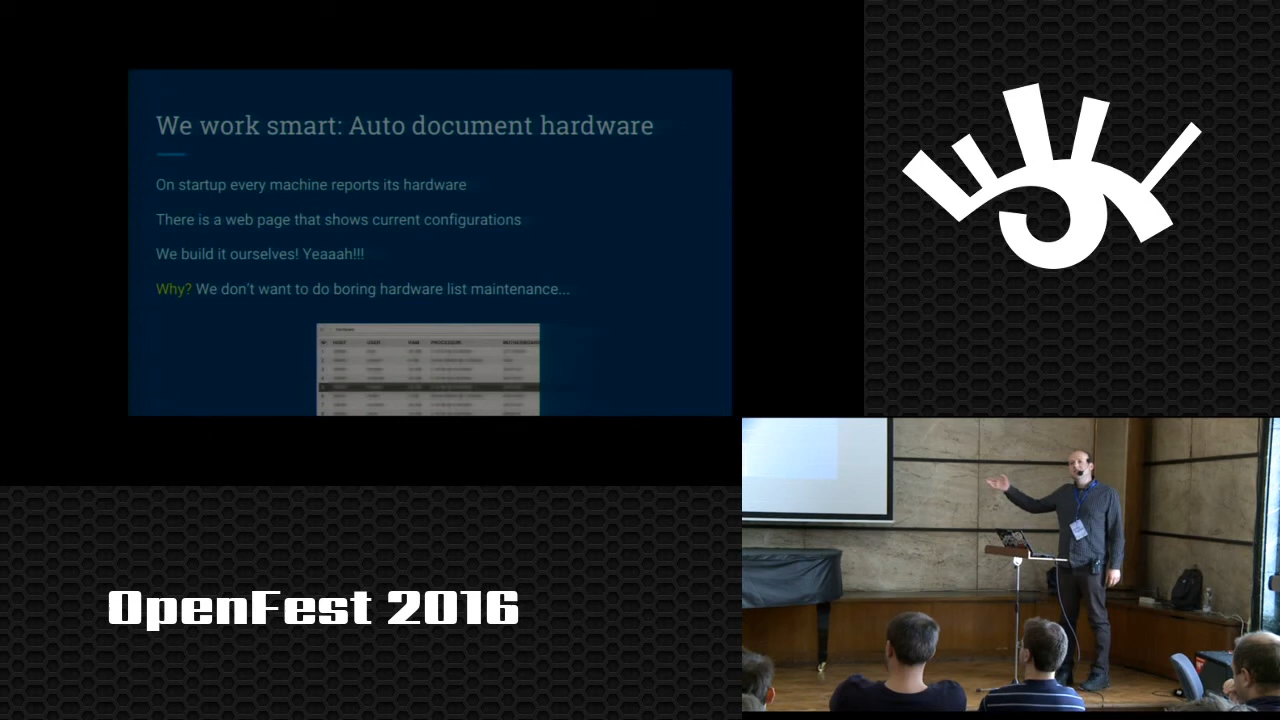 We work smart: Auto document hardware
On startup every machine reports its hardware
There is a web page that shows current configurations
We build it ourselves! Yeaaah!!!
Why? We don't want to do boring hardware list maintenance...
OpenFest 2016